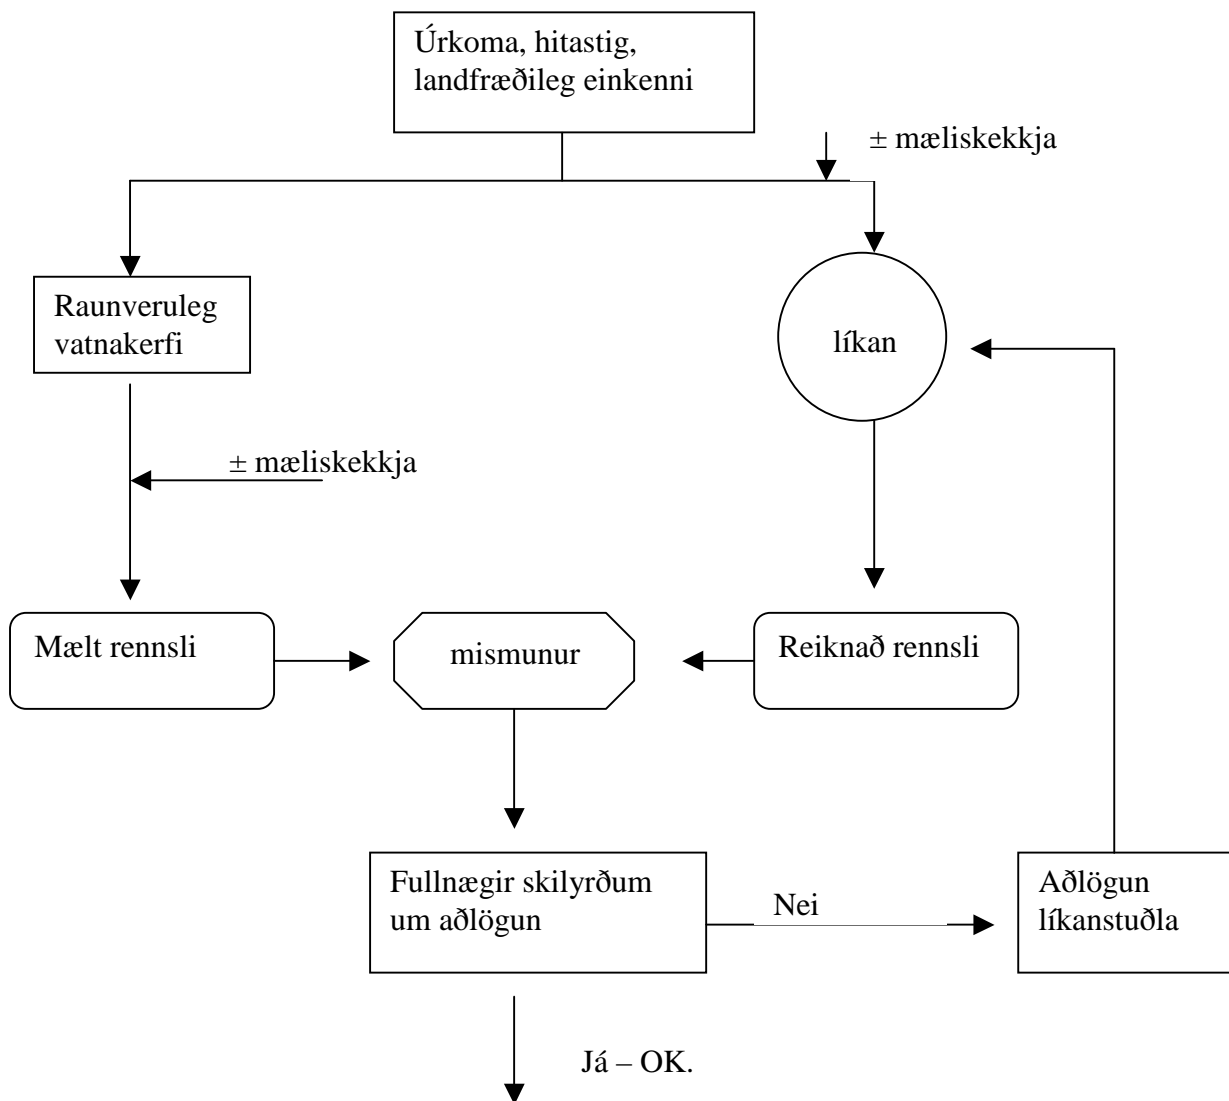 Úrkoma, hitastig,
landfræðileg einkenni
± mæliskekkja
Raunveruleg
vatnakerfi
líkan
± mæliskekkja
Mælt rennsli
mismunur
Reiknað rennsli
Fullnægir skilyrðum
um aðlögun
Nei
Aðlögun
líkanstuðla
Já – OK.